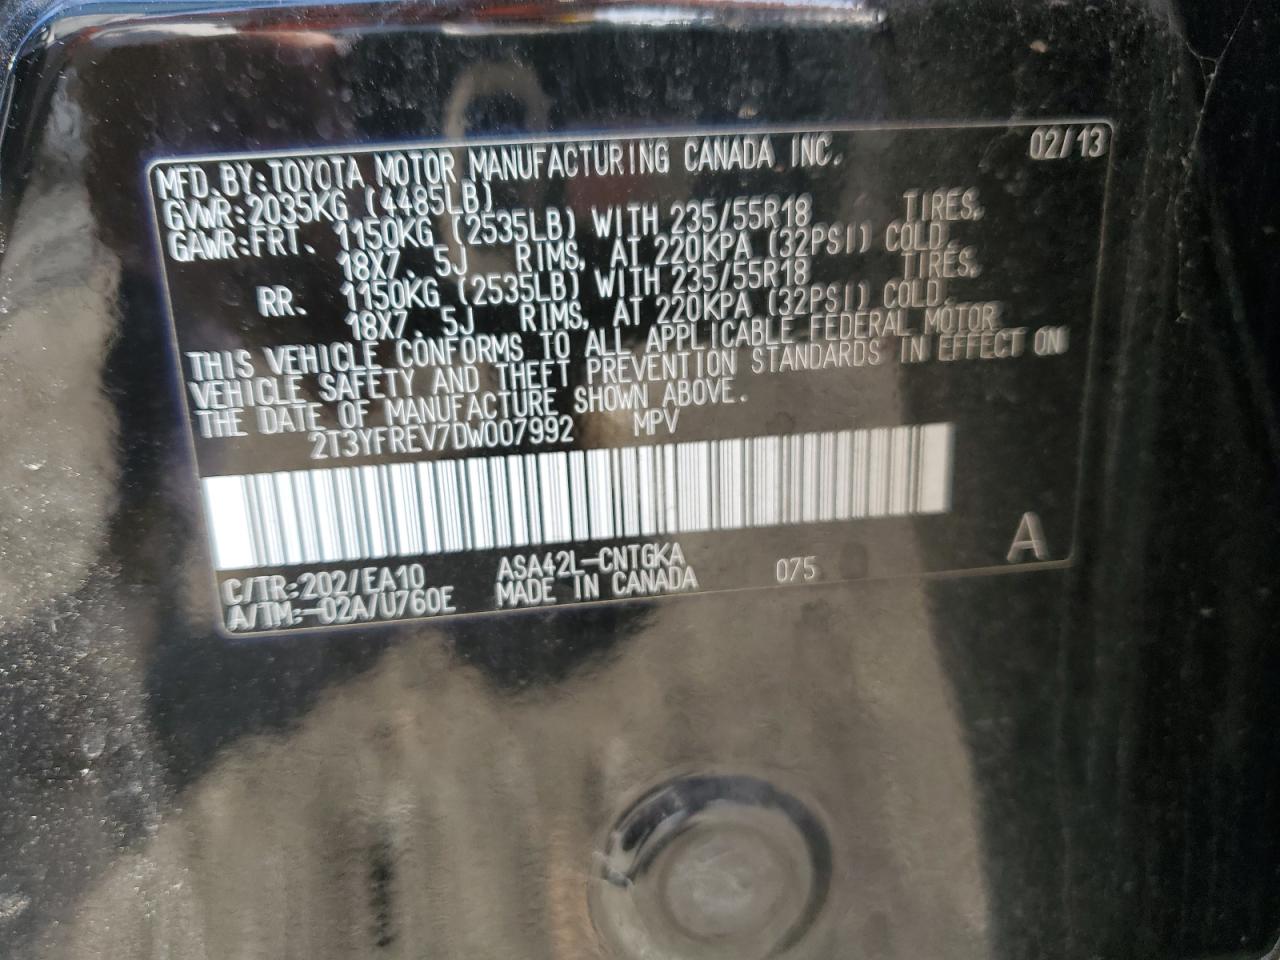 02/13
MFD. BY: TOYOTA MOTOR MANUFACTURING CANADA INC.
GVWR: 2035KG (4485LB)
GAWR: FRT. 1150KG (2535LB) WITH 235/55R18 TIRES,
18X7. 5J RIMS, AT 220KPA (32PSI) COLD.
RR. 1150KG (2535LB) WITH 235/55R18 TIRES,
18X7. 5J RIMS, AT 220KPA (32PSI) COLD.
THIS VEHICLE CONFORMS TO ALL APPLICABLE FEDERAL MOTOR
VEHICLE SAFETY AND THEFT PREVENTION STANDARDS IN EFFECT ON
THE DATE OF MANUFACTURE SHOWN ABOVE.
2T3YFREV7DW007992 MPV
C/TR: 202/EA10 ASA42L-CNTGKA 075 A
A/TM: -02A/U760E MADE IN CANADA